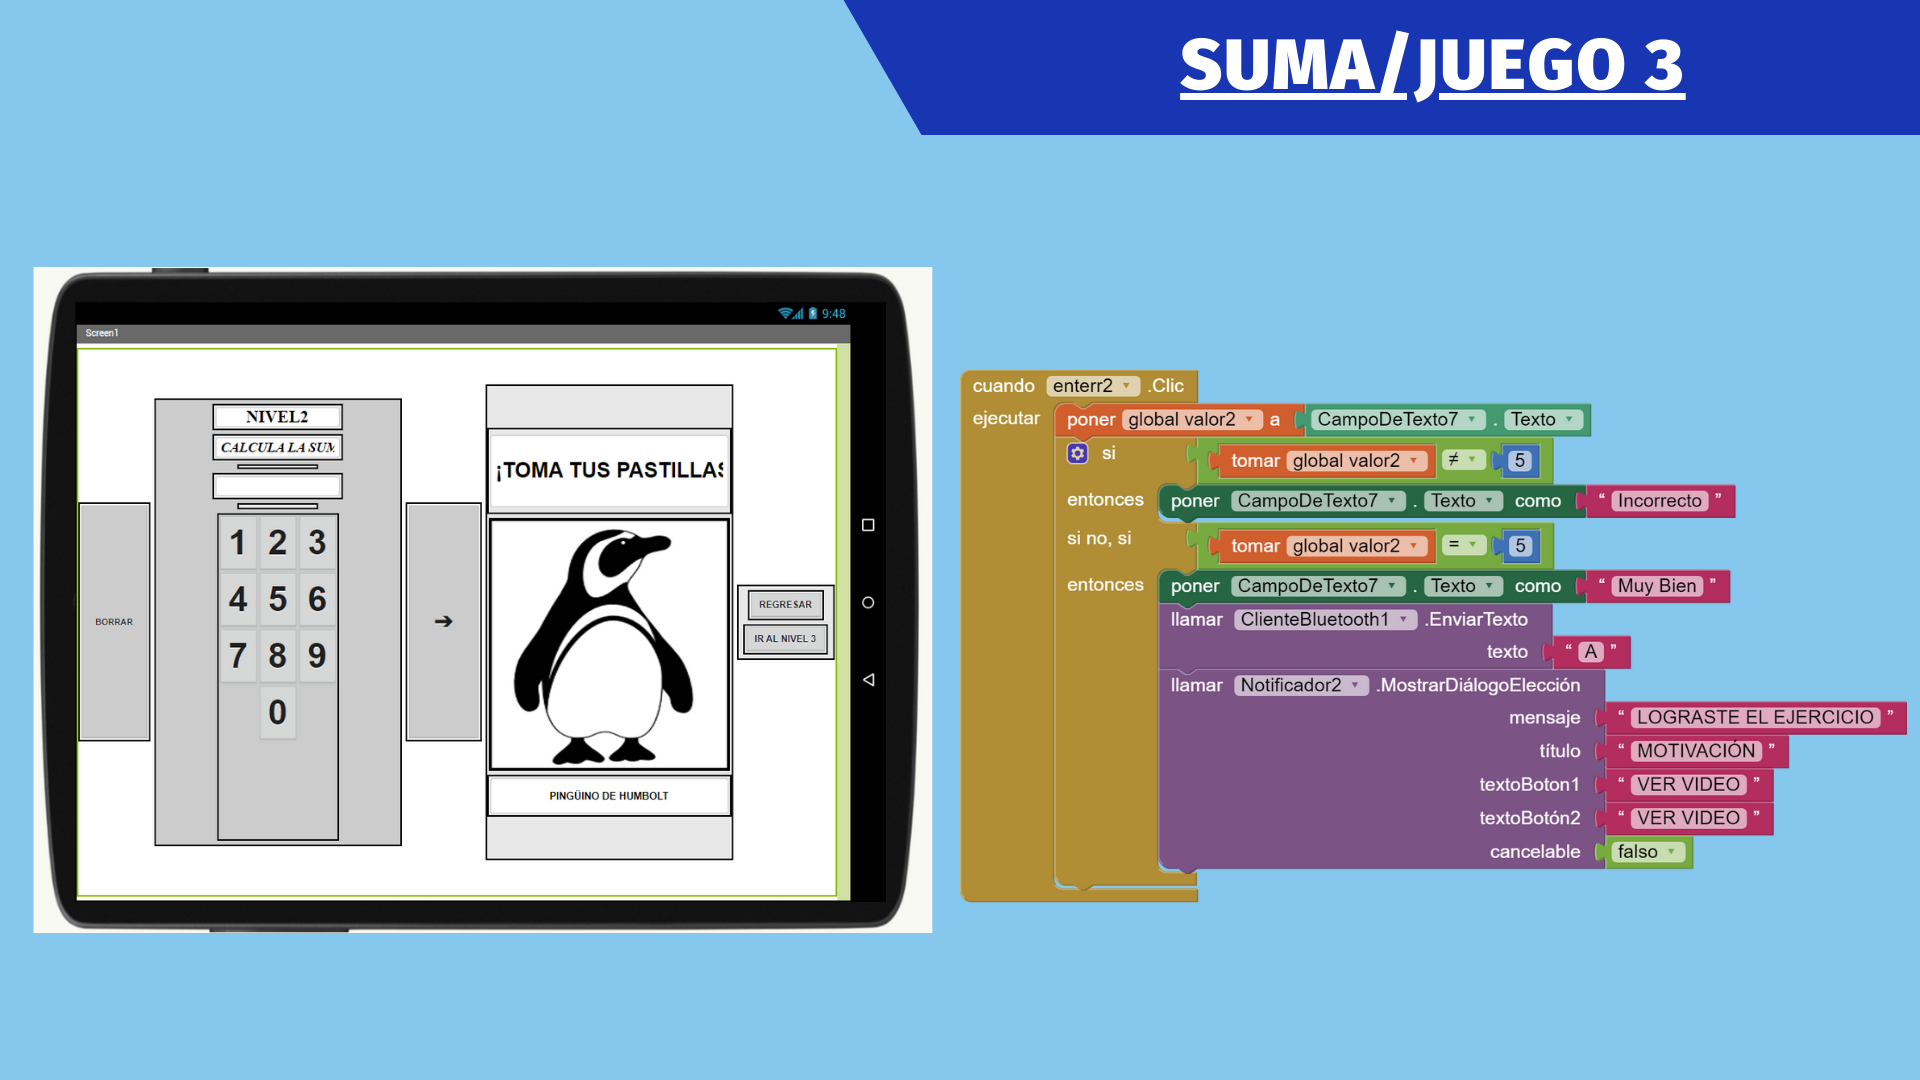 SUMA/JUEGO 3
9:48
Screen1
NIVEL2
CALCULA LA SUM
BORRAR
1 2 3
4 5 6
7 8 9
0
➔
¡TOMA TUS PASTILLAS
PINGÜINO DE HUMBOLT
REGRESAR
IR AL NIVEL 3
cuando enterr2 .Clic
ejecutar poner global valor2 a CampoDeTexto7 . Texto
si tomar global valor2 ≠ 5
entonces poner CampoDeTexto7 . Texto como “ Incorrecto ”
si no, si tomar global valor2 = 5
entonces poner CampoDeTexto7 . Texto como “ Muy Bien ”
llamar ClienteBluetooth1 .EnviarTexto
texto “ A ”
llamar Notificador2 .MostrarDiálogoElección
mensaje “ LOGRASTE EL EJERCICIO ”
título “ MOTIVACIÓN ”
textoBoton1 “ VER VIDEO ”
textoBotón2 “ VER VIDEO ”
cancelable falso